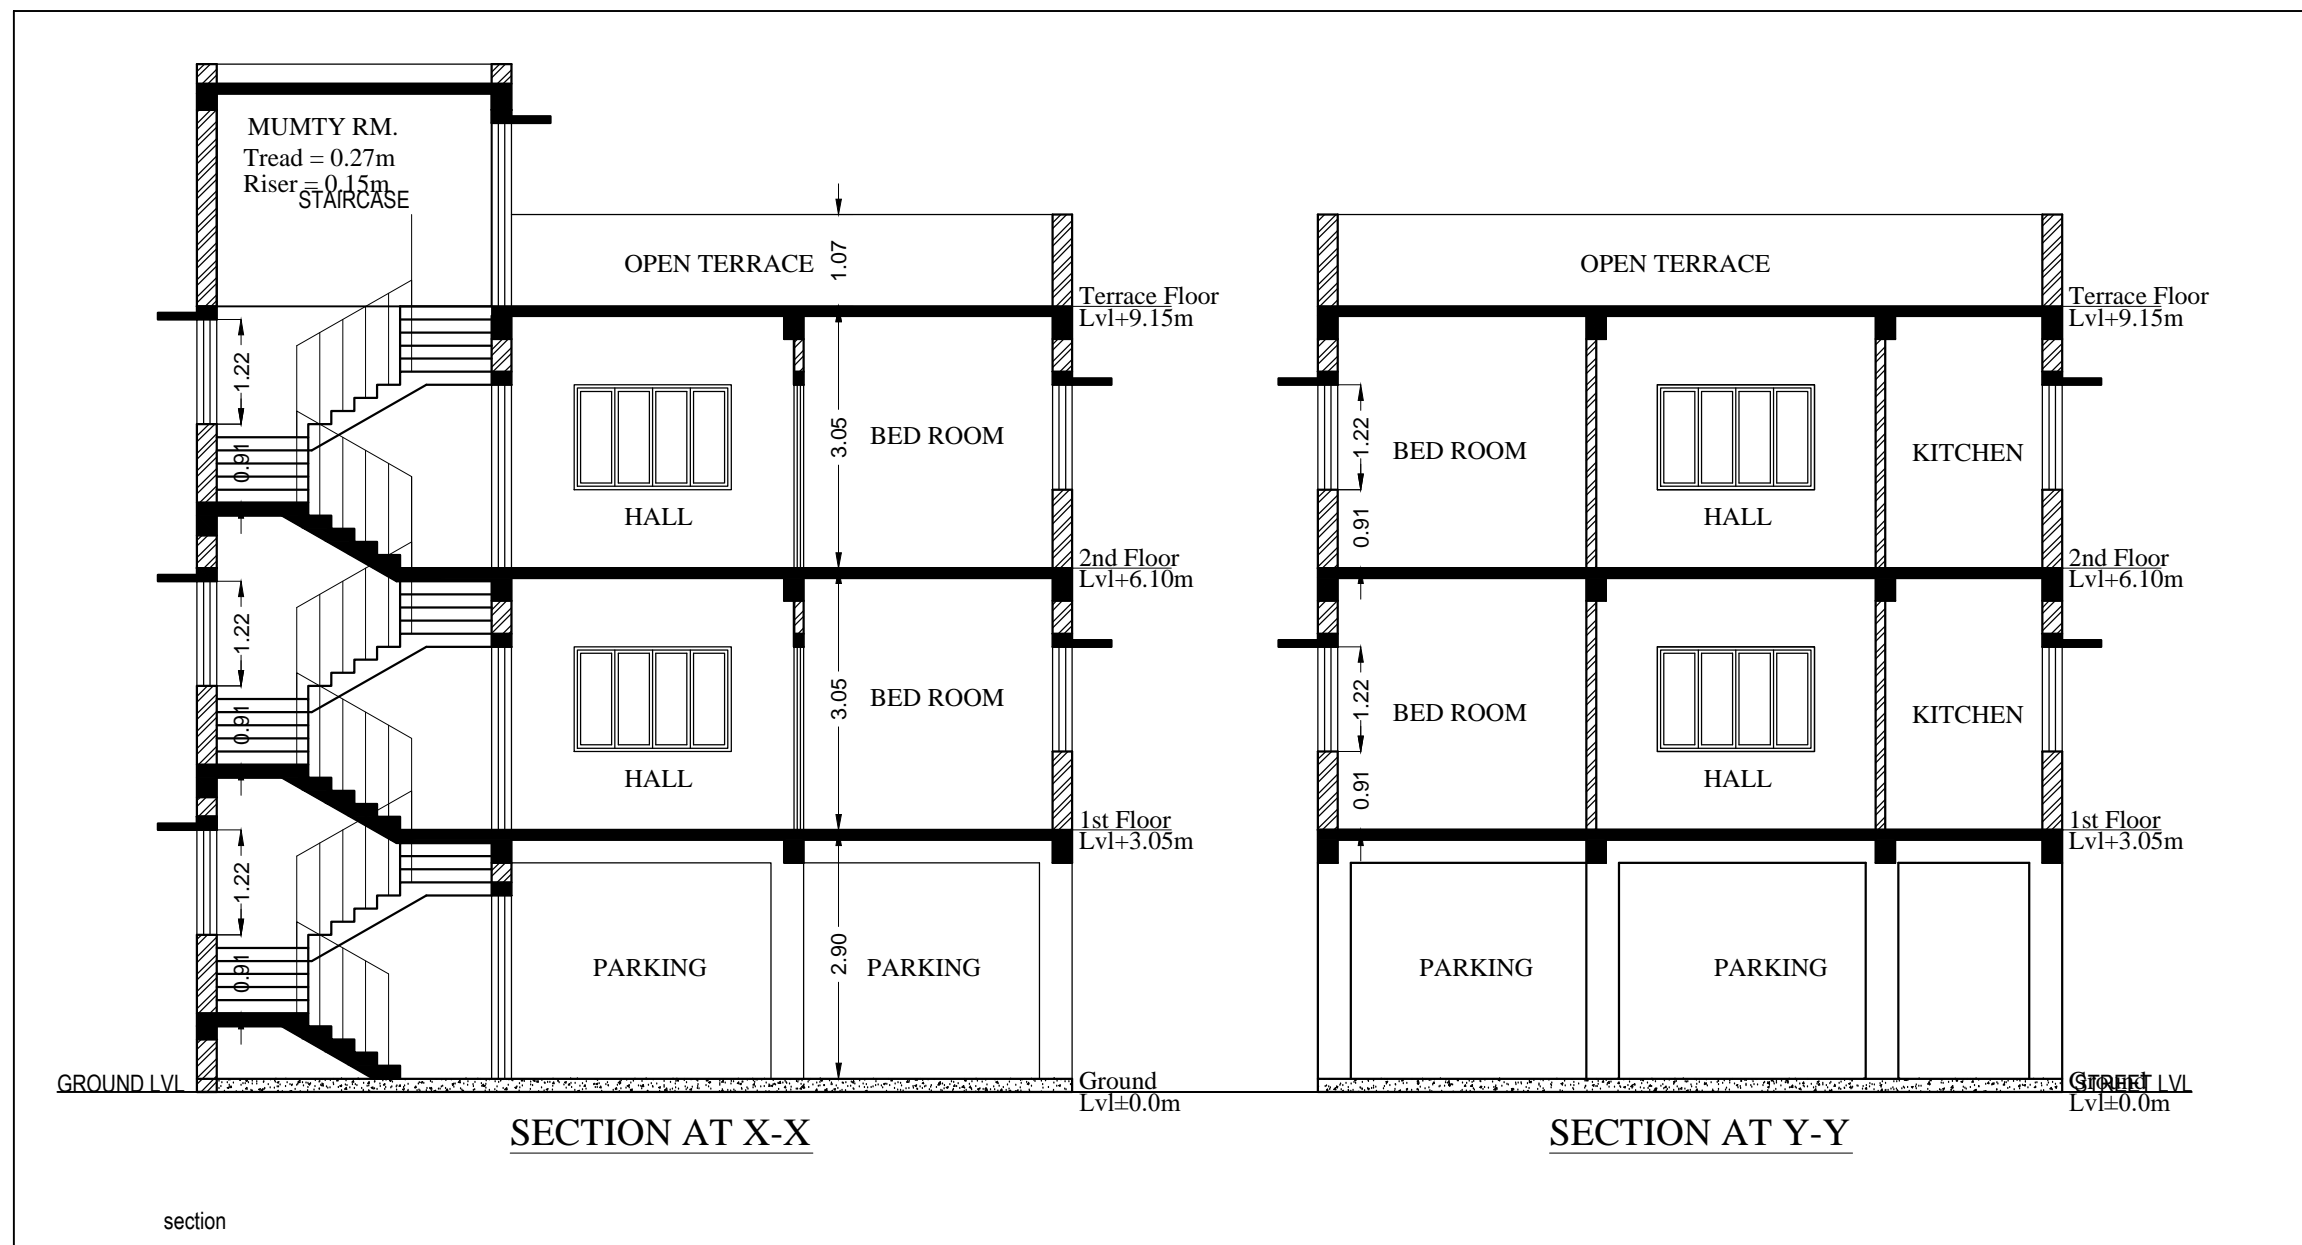 MUMTY RM.
Tread = 0.27m
Riser = 0.15m
STAIRCASE
1.07
OPEN TERRACE
OPEN TERRACE
Terrace Floor
Lvl+9.15m
Terrace Floor
Lvl+9.15m
1.22
0.91
3.05
BED ROOM
HALL
1.22
0.91
BED ROOM
KITCHEN
HALL
2nd Floor
Lvl+6.10m
2nd Floor
Lvl+6.10m
1.22
0.91
3.05
BED ROOM
HALL
1.22
0.91
BED ROOM
KITCHEN
HALL
1st Floor
Lvl+3.05m
1st Floor
Lvl+3.05m
1.22
0.91
2.90
PARKING
PARKING
PARKING
PARKING
GROUND LVL
Ground
Lvl±0.0m
Ground
STREET LVL
Lvl±0.0m
SECTION AT X-X
SECTION AT Y-Y
section